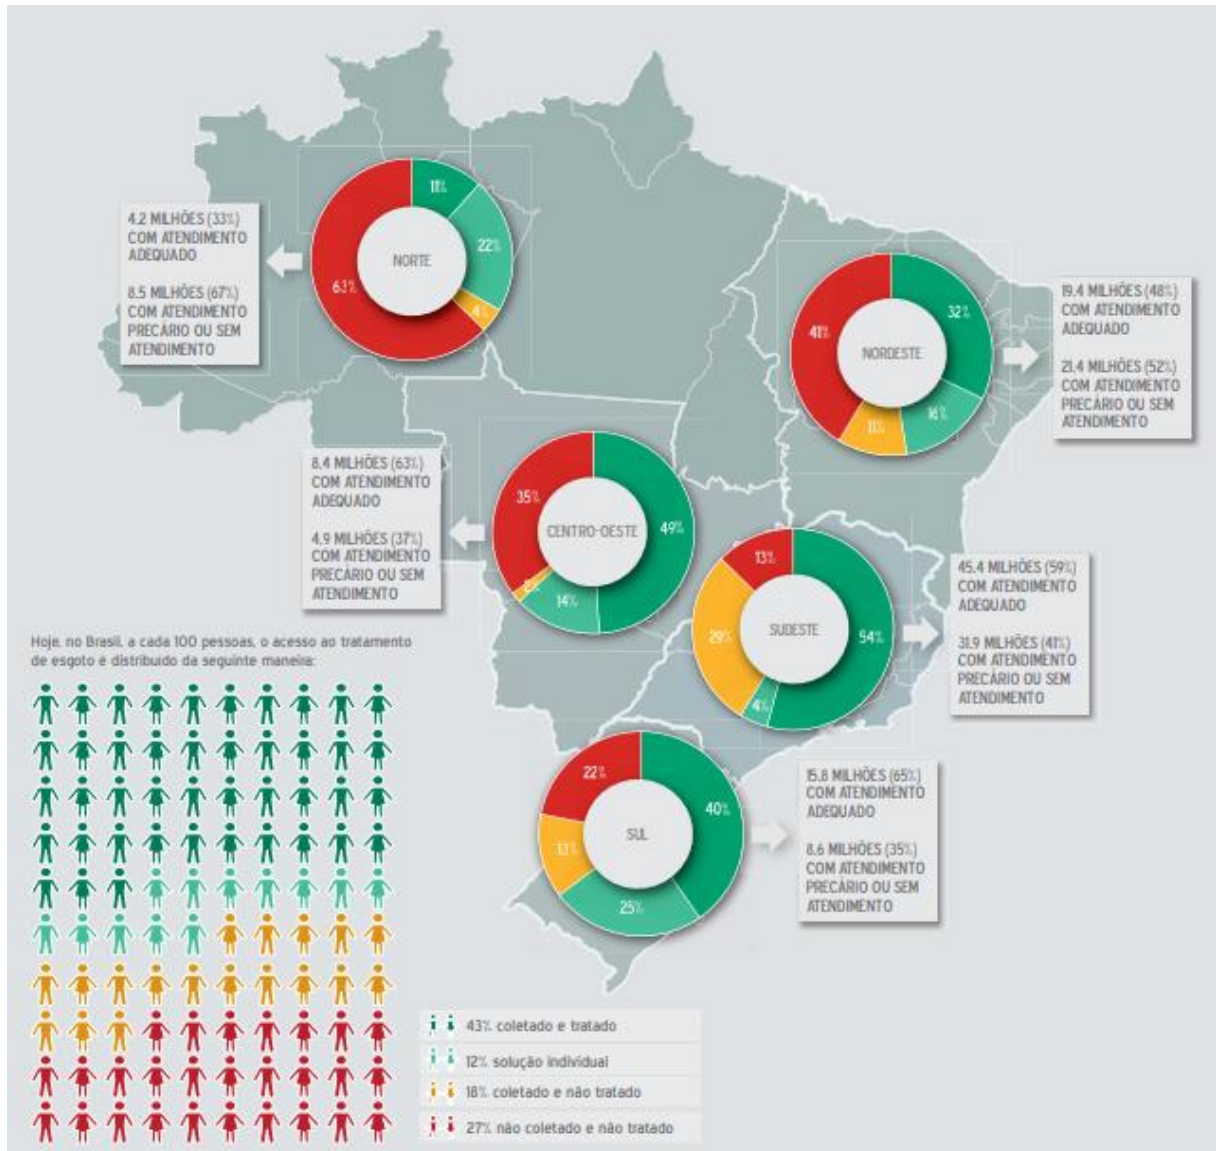 11%
22%
4%
63%
NORTE
4.2 MILHÕES (33%)
COM ATENDIMENTO
ADEQUADO
8.5 MILHÕES (67%)
COM ATENDIMENTO
PRECÁRIO OU SEM
ATENDIMENTO
32%
16%
11%
41%
NORDESTE
19.4 MILHÕES (48%)
COM ATENDIMENTO
ADEQUADO
21.4 MILHÕES (52%)
COM ATENDIMENTO
PRECÁRIO OU SEM
ATENDIMENTO
8.4 MILHÕES (63%)
COM ATENDIMENTO
ADEQUADO
4.9 MILHÕES (37%)
COM ATENDIMENTO
PRECÁRIO OU SEM
ATENDIMENTO
35%
49%
14%
CENTRO-OESTE
13%
54%
4%
29%
SUDESTE
45.4 MILHÕES (59%)
COM ATENDIMENTO
ADEQUADO
31.9 MILHÕES (41%)
COM ATENDIMENTO
PRECÁRIO OU SEM
ATENDIMENTO
22%
40%
25%
13%
SUL
15.8 MILHÕES (65%)
COM ATENDIMENTO
ADEQUADO
8.6 MILHÕES (35%)
COM ATENDIMENTO
PRECÁRIO OU SEM
ATENDIMENTO
Hoje, no Brasil, a cada 100 pessoas, o acesso ao tratamento
de esgoto e distribuido da seguinte maneira:
43% coletado e tratado
12% solução individual
18% coletado e não tratado
27% não coletado e não tratado